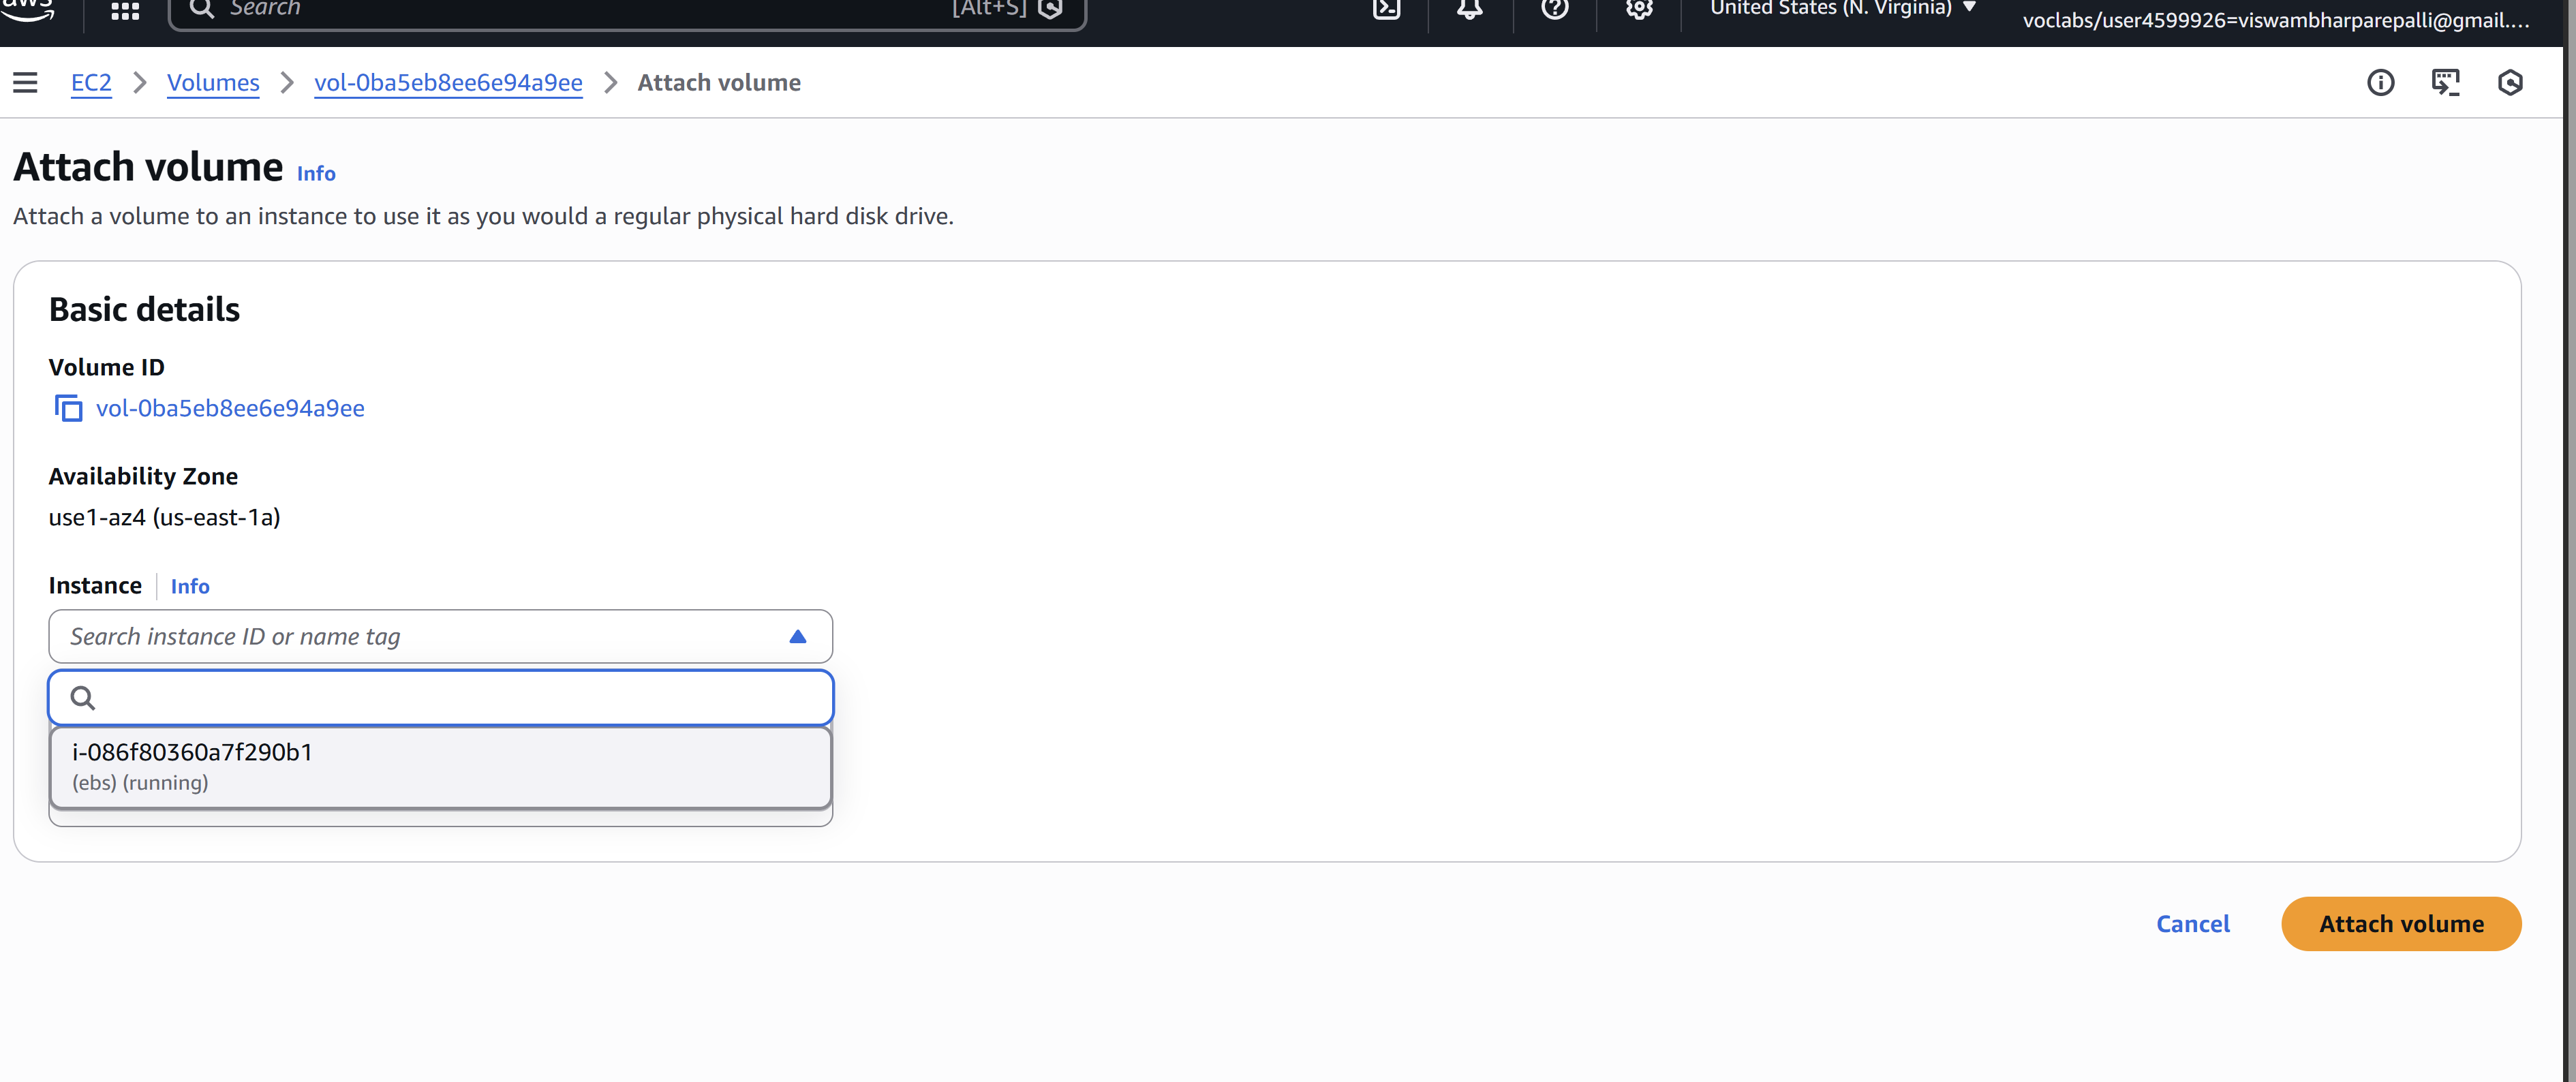 aws
Search [Alt+S]
United States (N. Virginia)
voclabs/user4599926=viswambharparepalli@gmail....
EC2 > Volumes > vol-0ba5eb8ee6e94a9ee > Attach volume
Attach volume Info
Attach a volume to an instance to use it as you would a regular physical hard disk drive.
Basic details
Volume ID
vol-0ba5eb8ee6e94a9ee
Availability Zone
use1-az4 (us-east-1a)
Instance | Info
Search instance ID or name tag
i-086f80360a7f290b1
(ebs) (running)
Cancel
Attach volume